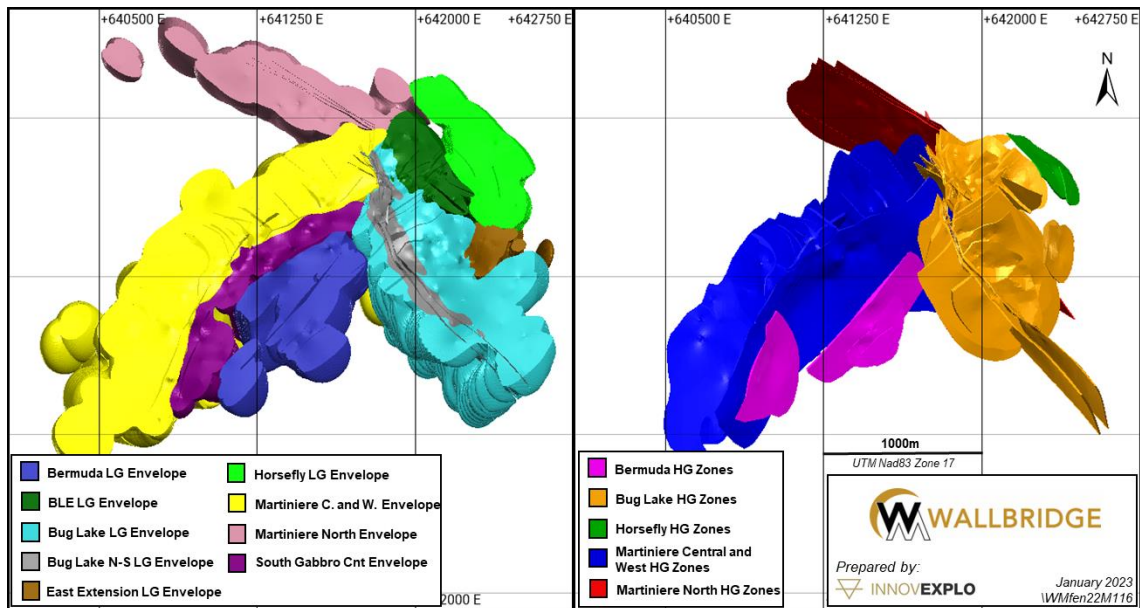 +640500 E
+641250 E
+642000 E
+642750 E
Bermuda LG Envelope
BLE LG Envelope
Bug Lake LG Envelope
Bug Lake N-S LG Envelope
East Extension LG Envelope
Horsefly LG Envelope
Martiniere C. and W. Envelope
Martiniere North Envelope
South Gabbro Cnt Envelope
2000 E
+640500 E
+641250 E
+642000 E
+642750 E
N
Bermuda HG Zones
Bug Lake HG Zones
Horsefly HG Zones
Martiniere Central and
West HG Zones
Martiniere North HG Zones
1000m
UTM Nad83 Zone 17
WALLBRIDGE
Prepared by:
INNOVEXPLO
January 2023
\WMfen22M116